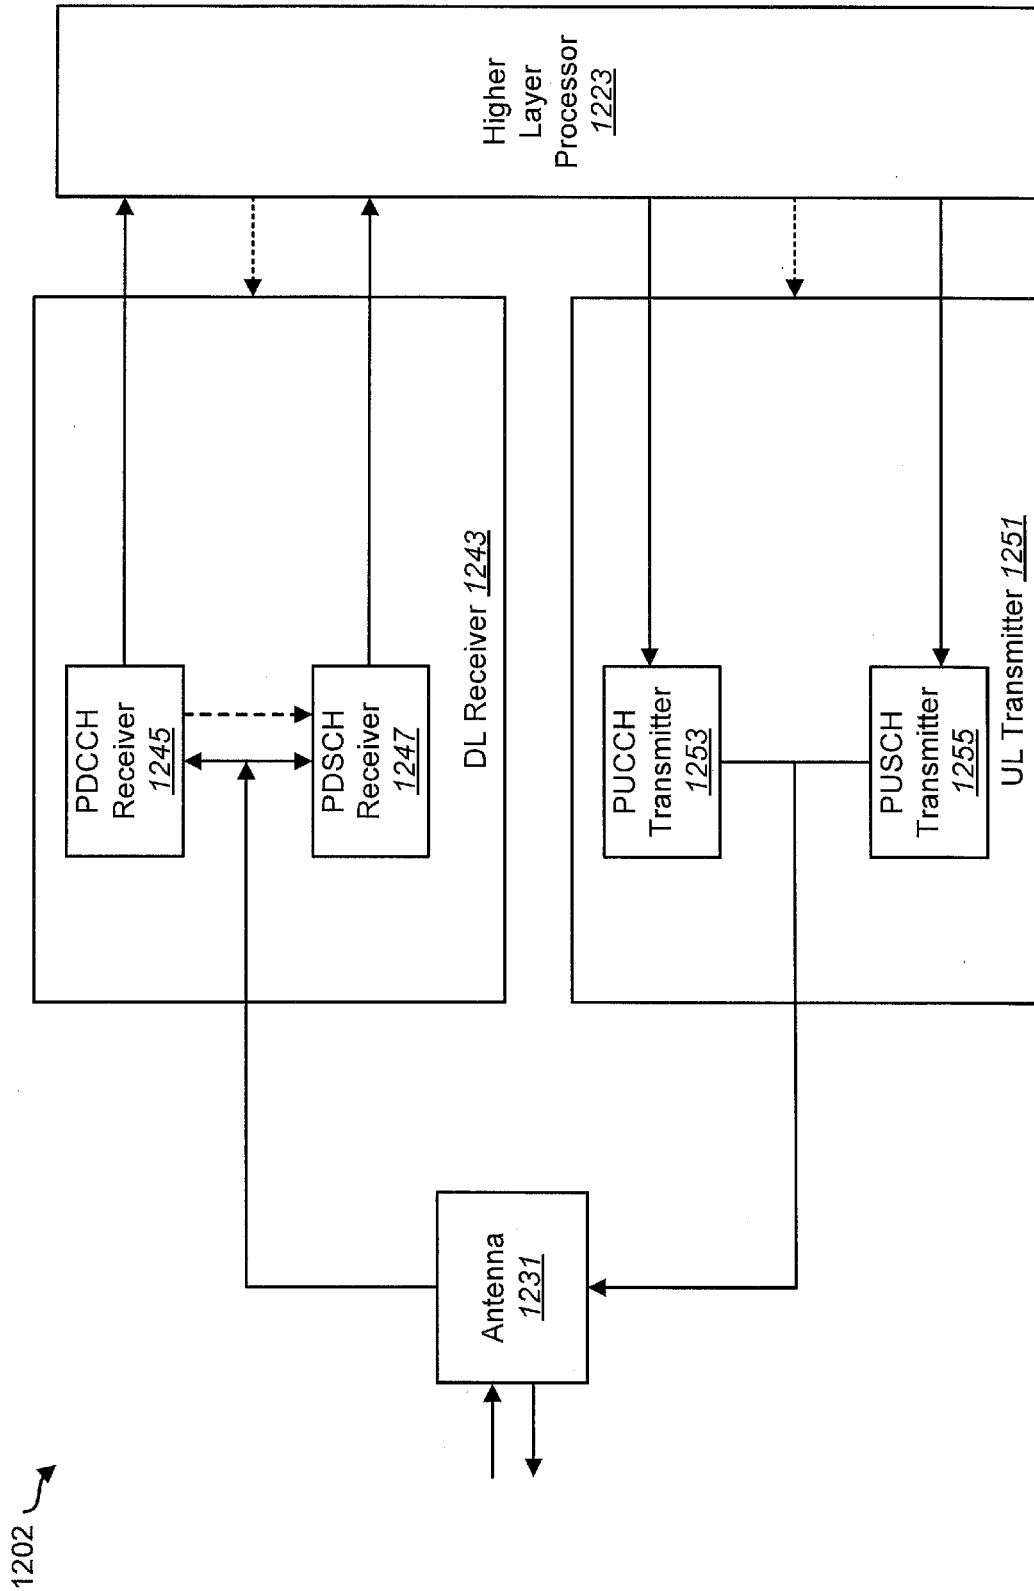 1202
Antenna
1231
PDCCH
Receiver
1245
PDSCH
Receiver
1247
DL Receiver 1243
PUCCH
Transmitter
1253
PUSCH
Transmitter
1255
UL Transmitter 1251
Higher
Layer
Processor
1223